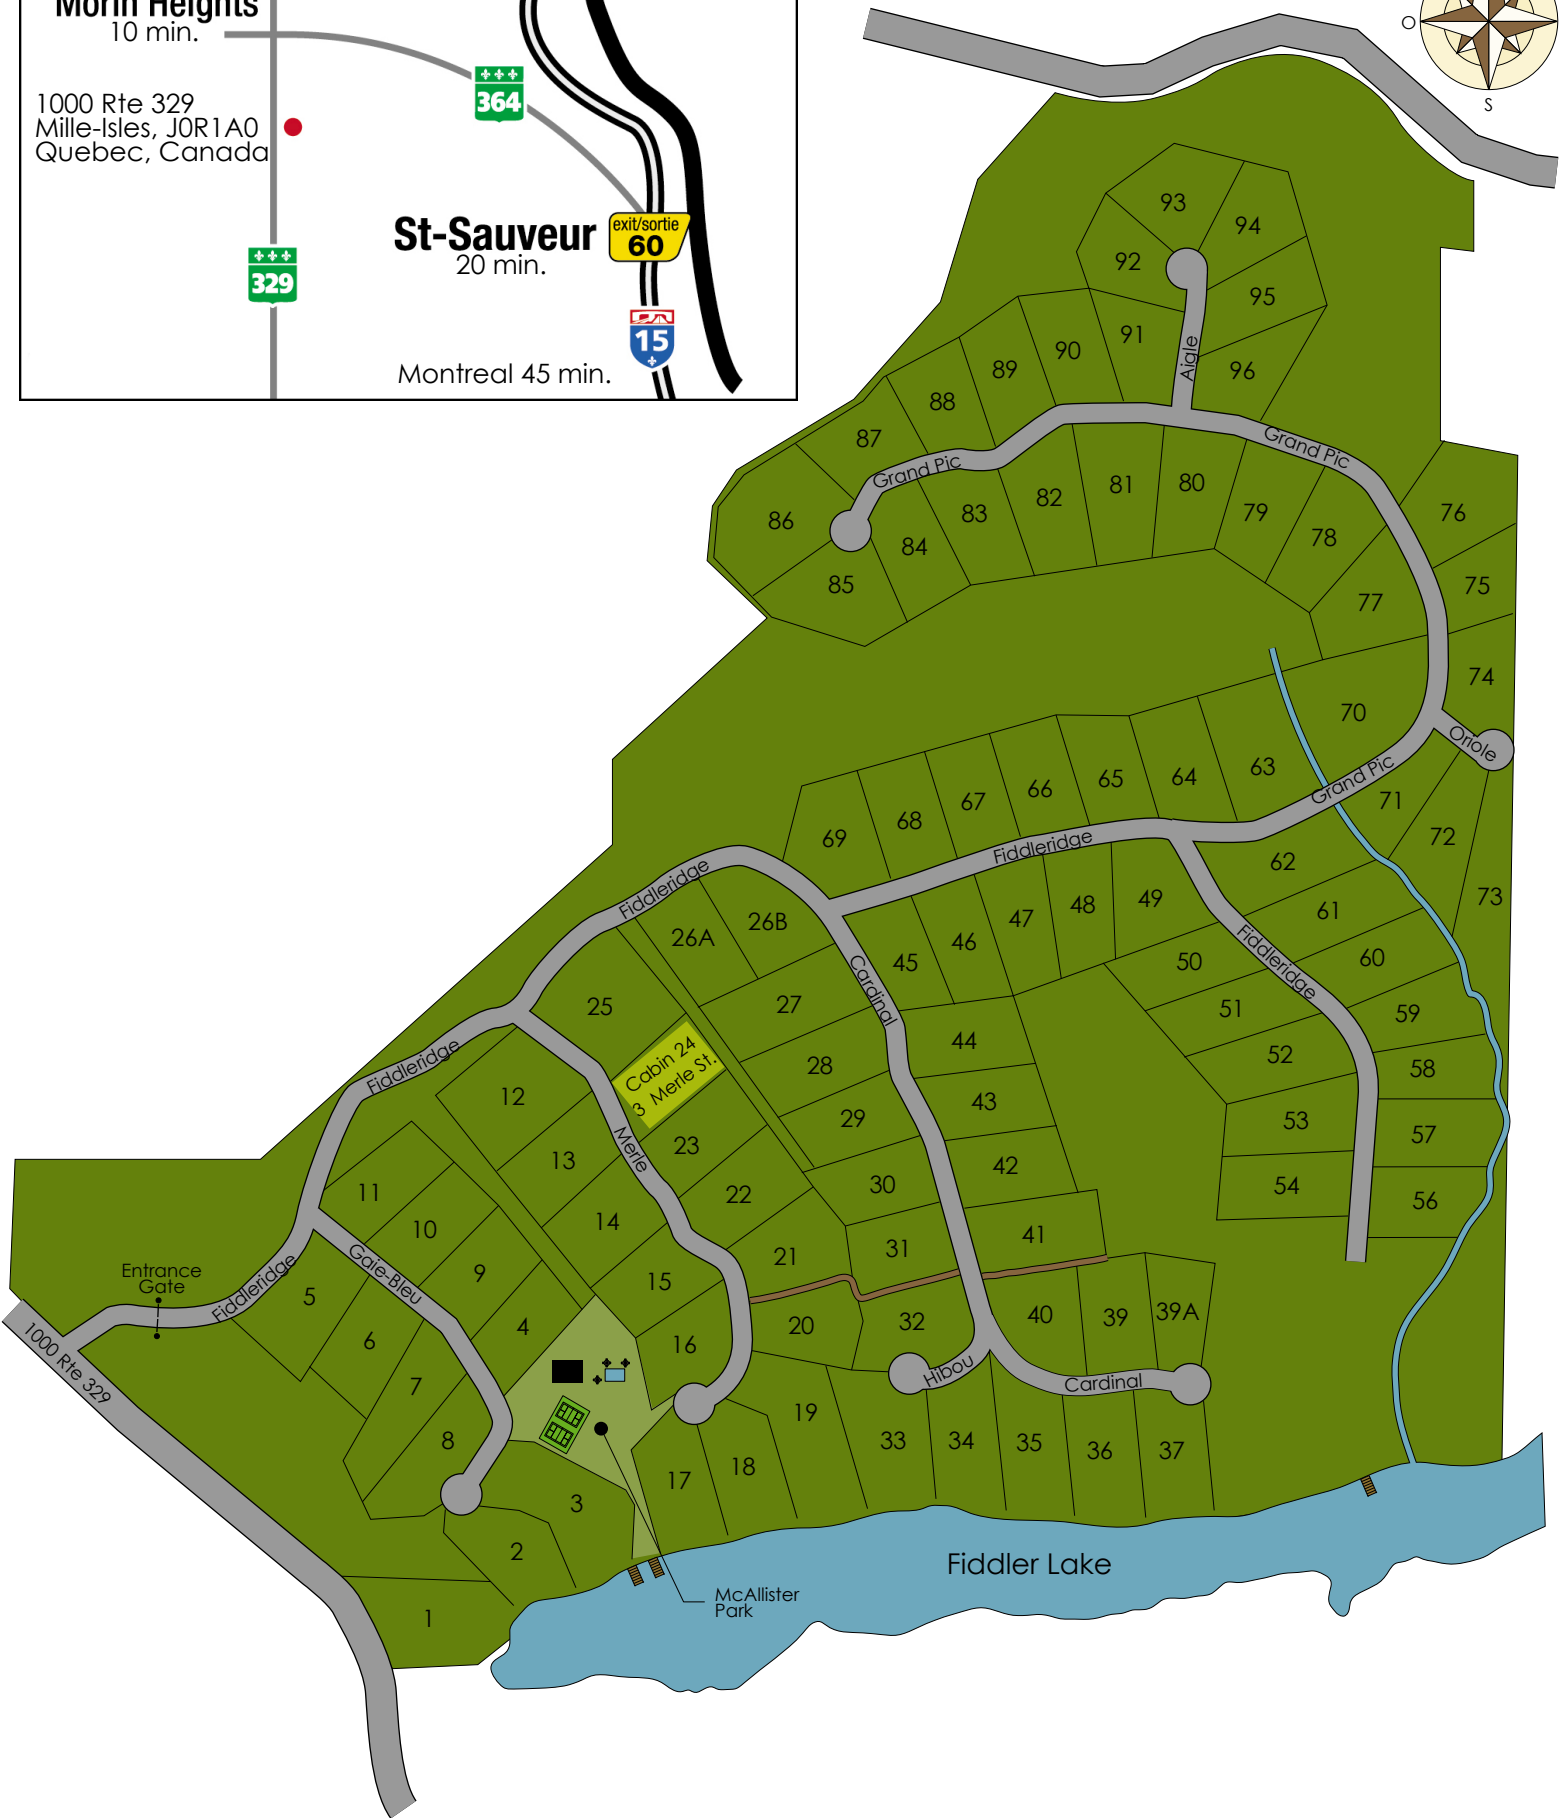 Morin Heights
10 min.
364
1000 Rte 329
Mille-Isles, J0R1A0
Quebec, Canada
St-Sauveur
20 min.
exit/sortie
60
329
15
Montreal 45 min.
O
S
93
94
92
95
91
Aigle
96
90
89
88
87
Grand Pic
Grand Pic
86
85
84
83
82
81
80
79
78
77
76
75
74
70
Oriole
Grand Pic
71
72
73
63
64
65
66
67
68
69
Fiddleridge
62
61
60
59
58
57
56
Fiddleridge
50
51
52
53
54
49
48
47
46
45
Cardinal
44
43
42
41
40
39
39A
Fiddleridge
26A
26B
25
27
28
29
30
31
32
Cabin 24
3 Merle St.
Merle
23
22
21
20
19
Fiddleridge
12
13
14
15
16
11
10
9
4
Gaie-Bleu
Entrance
Gate
Fiddleridge
5
6
7
8
1000 Rte 329
Hibou
Cardinal
33
34
35
36
37
17
18
3
2
1
McAllister
Park
Fiddler Lake